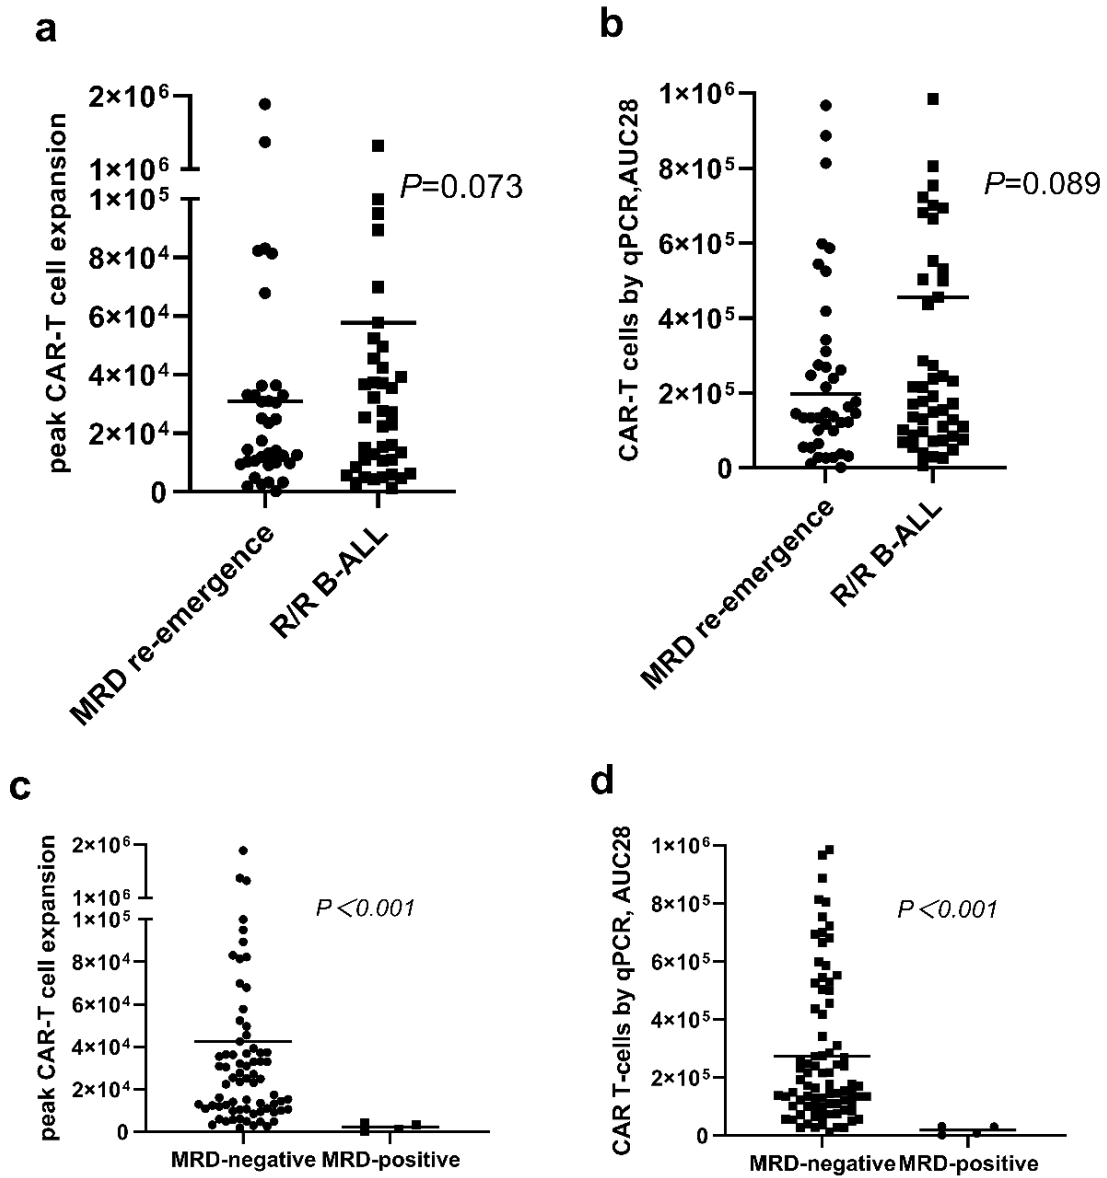 a
peak CAR-T cell expansion
2×10⁶
1×10⁶
1×10⁵
8×10⁴
6×10⁴
4×10⁴
2×10⁴
0
P=0.073
MRD re-emergence
R/R B-ALL
b
CAR-T cells by qPCR,AUC28
1×10⁶
8×10⁵
6×10⁵
4×10⁵
2×10⁵
0
P=0.089
MRD re-emergence
R/R B-ALL
c
peak CAR-T cell expansion
2×10⁶
1×10⁶
1×10⁵
8×10⁴
6×10⁴
4×10⁴
2×10⁴
0
P<0.001
MRD-negative
MRD-positive
d
CAR T-cells by qPCR, AUC28
1×10⁶
8×10⁵
6×10⁵
4×10⁵
2×10⁵
0
P<0.001
MRD-negative
MRD-positive